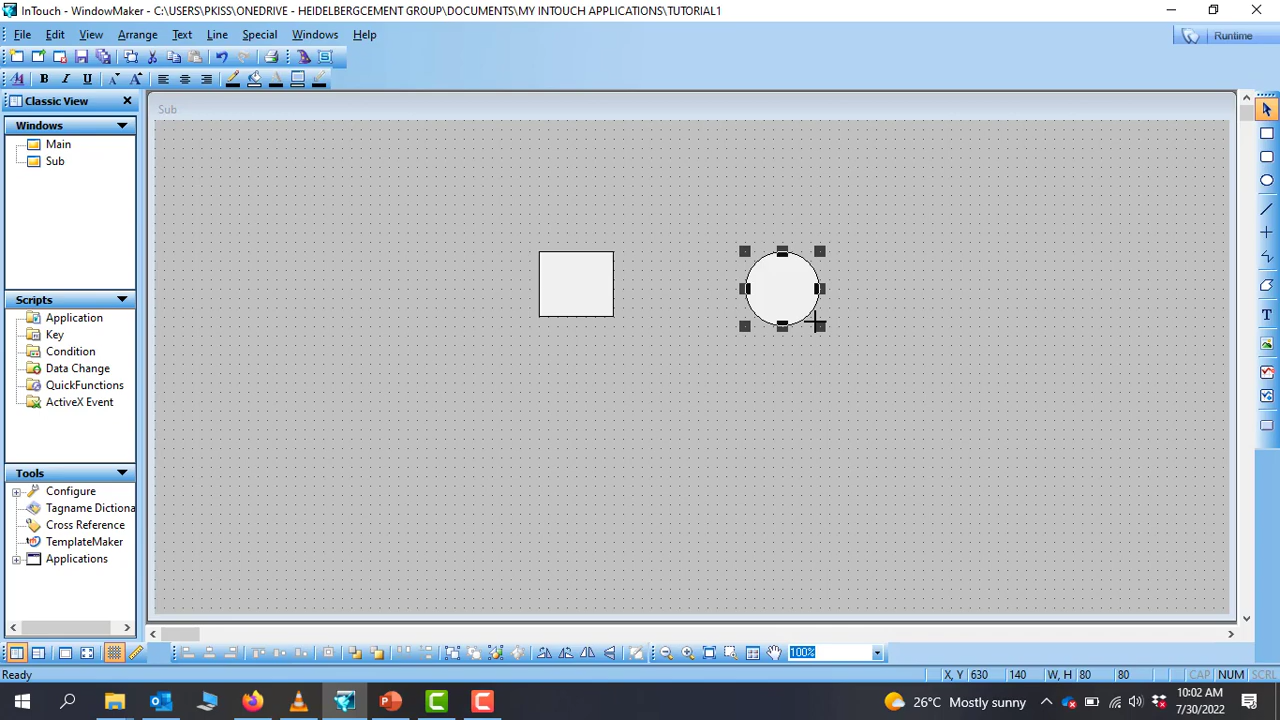 InTouch - WindowMaker - C:\USERS\PKISS\ONEDRIVE - HEIDELBERGCEMENT GROUP\DOCUMENTS\MY INTOUCH APPLICATIONS\TUTORIAL1
File Edit View Arrange Text Line Special Windows Help
Runtime
Classic View
Sub
Windows
Main
Sub
Scripts
Application
Key
Condition
Data Change
QuickFunctions
ActiveX Event
Tools
Configure
Tagname Dictiona
Cross Reference
TemplateMaker
Applications
100%
Ready
X, Y 630 140 W, H 80 80 CAP NUM SCRL
26°C Mostly sunny
10:02 AM
7/30/2022